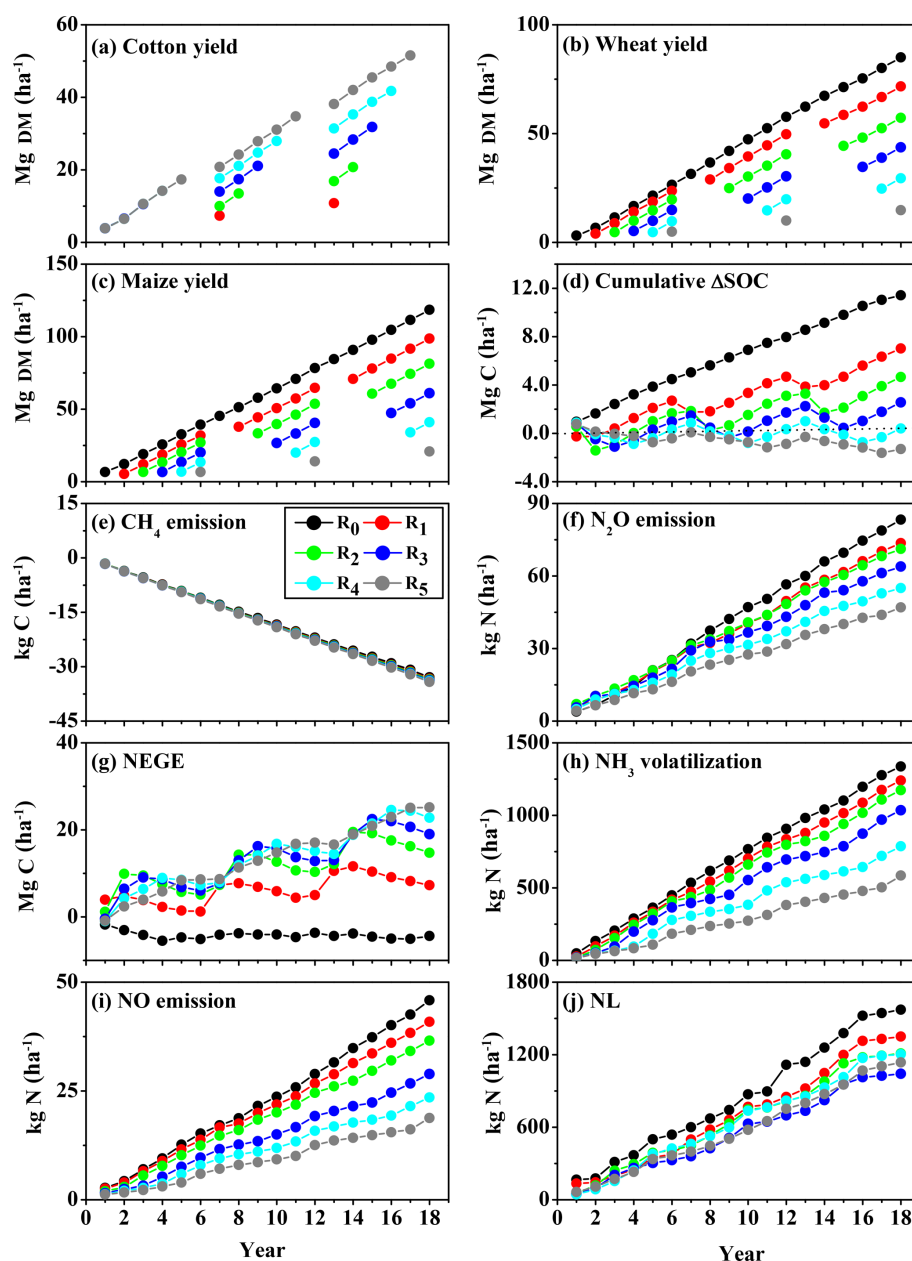 (a) Cotton yield
Mg DM (ha⁻¹)
60
40
20
0
(b) Wheat yield
Mg DM (ha⁻¹)
100
50
0
(c) Maize yield
Mg DM (ha⁻¹)
150
100
50
0
(d) Cumulative ΔSOC
Mg C (ha⁻¹)
12.0
8.0
4.0
0.0
-4.0
(e) CH₄ emission
kg C (ha⁻¹)
15
0
-15
-30
-45
R₀ R₁
R₂ R₃
R₄ R₅
(f) N₂O emission
kg N (ha⁻¹)
90
60
30
0
(g) NEGE
Mg C (ha⁻¹)
40
20
0
(h) NH₃ volatilization
kg N (ha⁻¹)
1500
1000
500
0
(i) NO emission
kg N (ha⁻¹)
50
25
0
0 2 4 6 8 10 12 14 16 18
Year
(j) NL
kg N (ha⁻¹)
1800
1200
600
0
0 2 4 6 8 10 12 14 16 18
Year